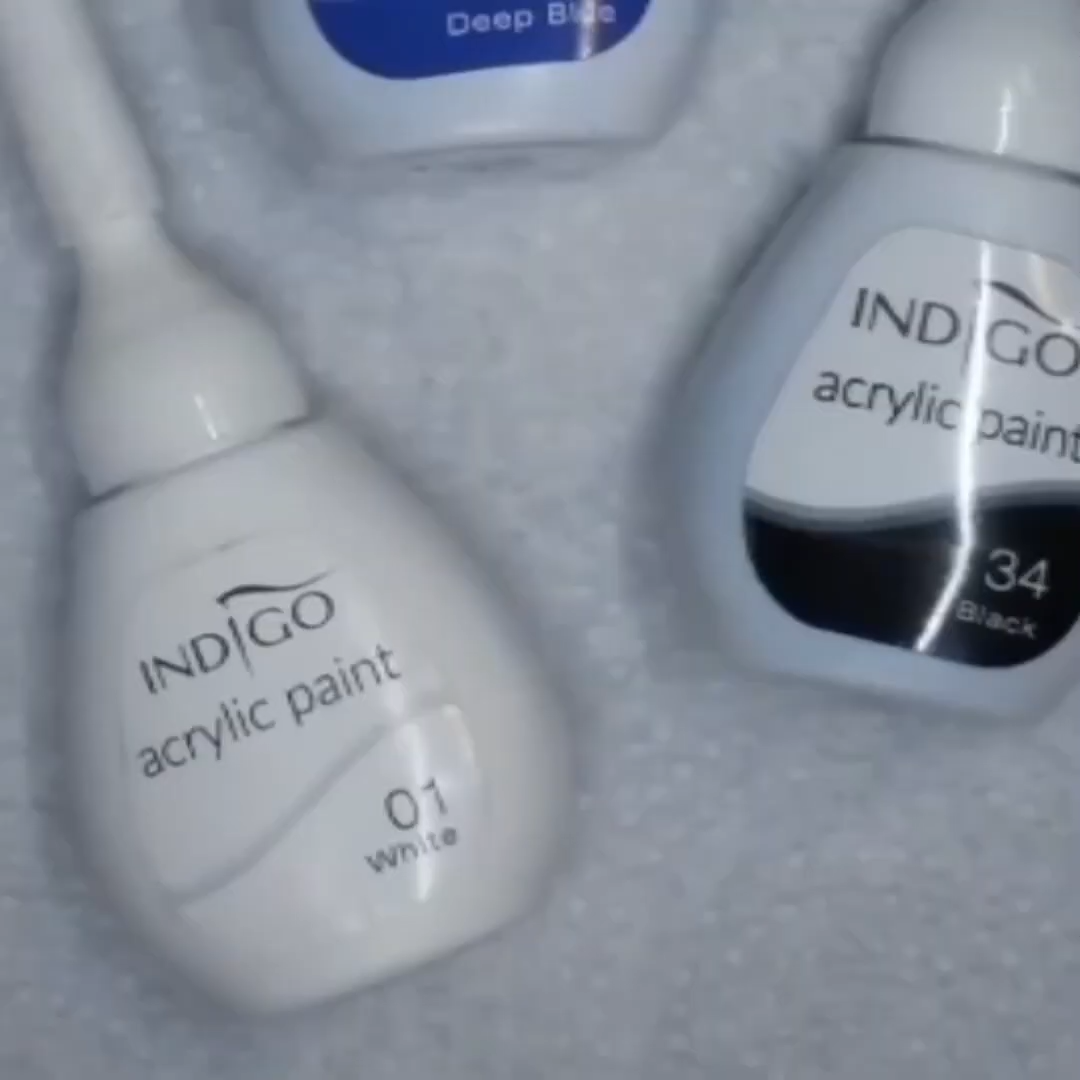 Deep Blue
INDIGO
acrylic paint
34
Black
INDIGO
acrylic paint
01
White